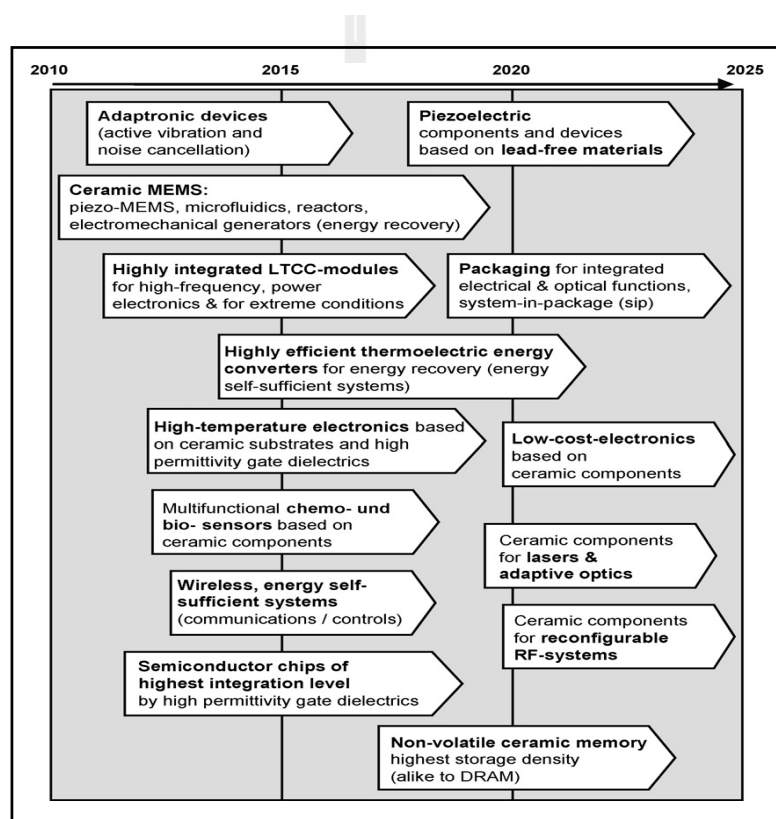 2010 2015 2020 2025
Adaptronic devices
(active vibration and
noise cancellation)
Piezoelectric
components and devices
based on lead-free materials
Ceramic MEMS:
piezo-MEMS, microfluidics, reactors,
electromechanical generators (energy recovery)
Highly integrated LTCC-modules
for high-frequency, power
electronics & for extreme conditions
Packaging for integrated
electrical & optical functions,
system-in-package (sip)
Highly efficient thermoelectric energy
converters for energy recovery (energy
self-sufficient systems)
High-temperature electronics based
on ceramic substrates and high
permittivity gate dielectrics
Low-cost-electronics
based on
ceramic components
Multifunctional chemo- und
bio- sensors based on
ceramic components
Ceramic components
for lasers &
adaptive optics
Wireless, energy self-
sufficient systems
(communications / controls)
Ceramic components
for reconfigurable
RF-systems
Semiconductor chips of
highest integration level
by high permittivity gate dielectrics
Non-volatile ceramic memory
highest storage density
(alike to DRAM)